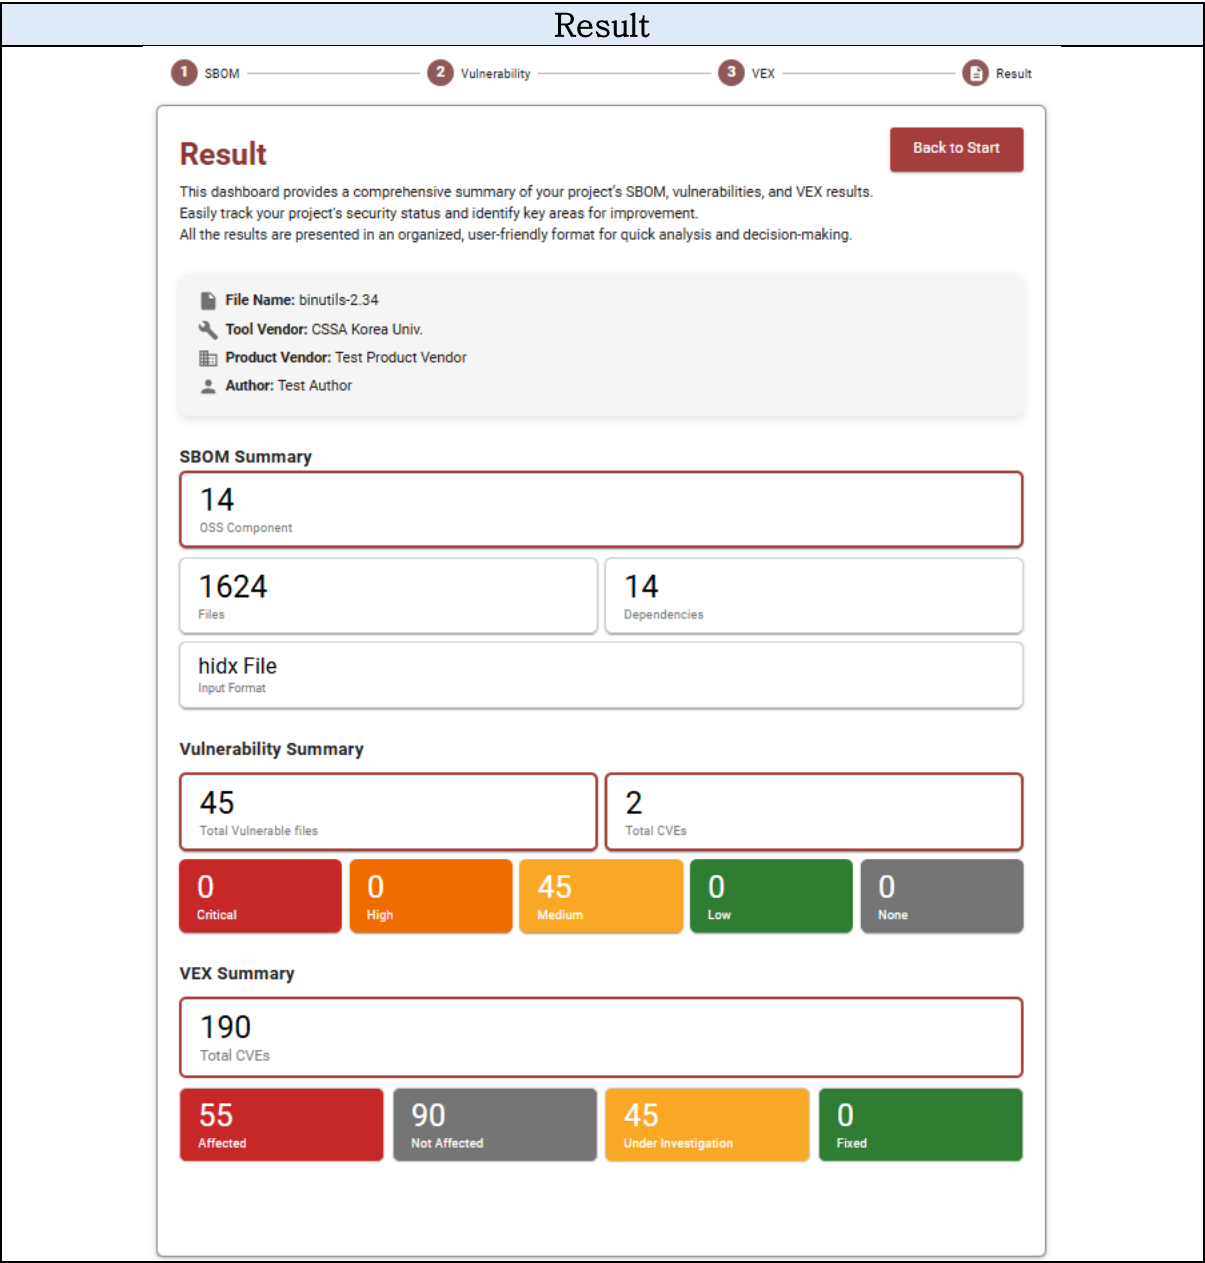 Result
1 SBOM 2 Vulnerability 3 VEX Result
Result
Back to Start
This dashboard provides a comprehensive summary of your project's SBOM, vulnerabilities, and VEX results.
Easily track your project's security status and identify key areas for improvement.
All the results are presented in an organized, user-friendly format for quick analysis and decision-making.
File Name: binutils-2.34
Tool Vendor: CSSA Korea Univ.
Product Vendor: Test Product Vendor
Author: Test Author
SBOM Summary
14
OSS Component
1624
Files
14
Dependencies
hidx File
Input Format
Vulnerability Summary
45
Total Vulnerable files
2
Total CVEs
0
Critical
0
High
45
Medium
0
Low
0
None
VEX Summary
190
Total CVEs
55
Affected
90
Not Affected
45
Under Investigation
0
Fixed